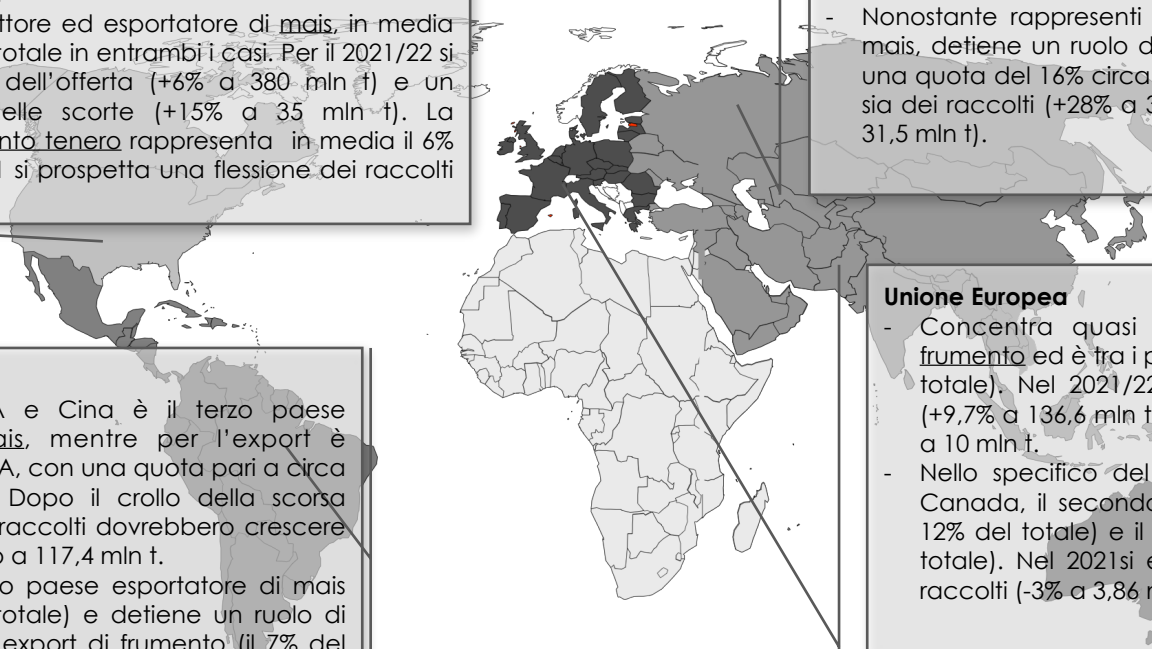 ttore ed esportatore di mais, in media
totale in entrambi i casi. Per il 2021/22 si
dell'offerta (+6% a 380 mln t) e un
elle scorte (+15% a 35 mln t). La
nto tenero rappresenta in media il 6%
si prospetta una flessione dei raccolti
- Nonostante rappresenti
mais, detiene un ruolo d
una quota del 16% circa
sia dei raccolti (+28% a 3
31,5 mln t).
A e Cina è il terzo paese
ais, mentre per l'export è
A, con una quota pari a circa
Dopo il crollo della scorsa
raccolti dovrebbero crescere
o a 117,4 mln t.
o paese esportatore di mais
totale) e detiene un ruolo di
export di frumento (il 7% del
Unione Europea
- Concentra quasi
frumento ed è tra i p
totale). Nel 2021/22
(+9,7% a 136,6 mln t
a 10 mln t.
- Nello specifico del
Canada, il secondo
12% del totale) e il
totale). Nel 2021si e
raccolti (-3% a 3,86 m